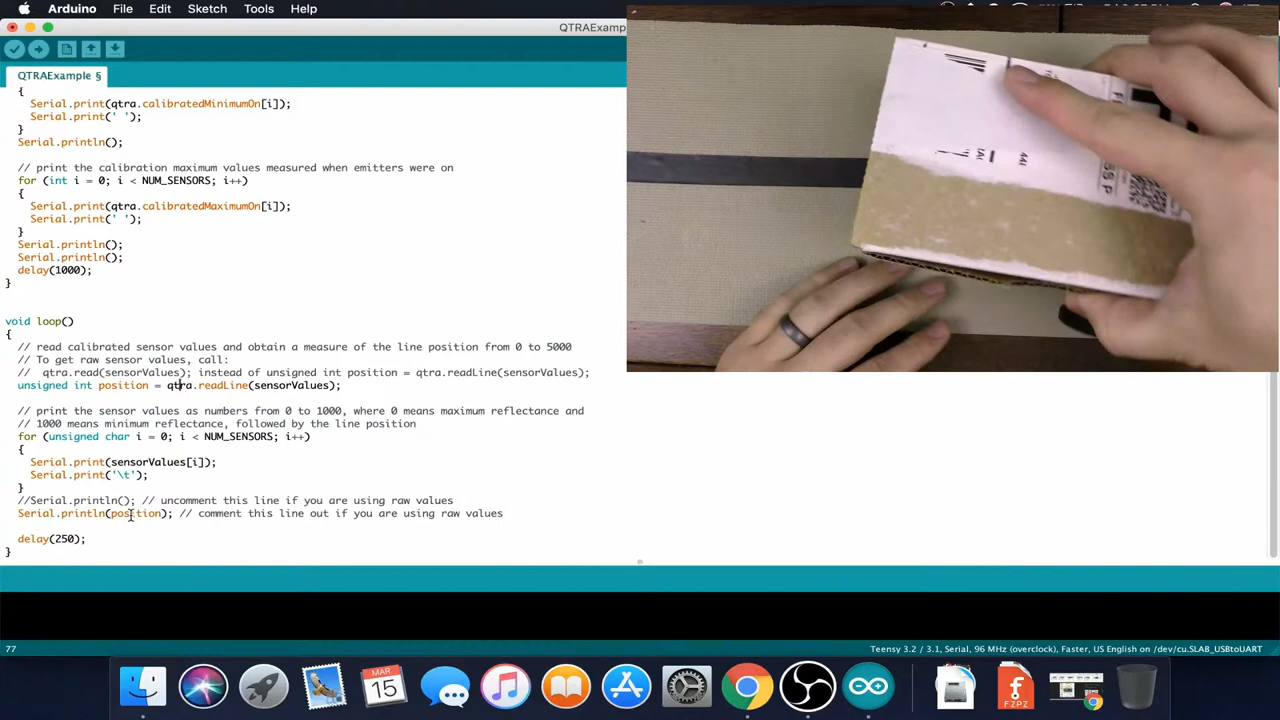 Arduino File Edit Sketch Tools Help
QTRAExamp
QTRAExample §
{
Serial.print(qtra.calibratedMinimumOn[i]);
Serial.print(' ');
}
Serial.println();
// print the calibration maximum values measured when emitters were on
for (int i = 0; i < NUM_SENSORS; i++)
{
Serial.print(qtra.calibratedMaximumOn[i]);
Serial.print(' ');
}
Serial.println();
Serial.println();
delay(1000);
}
void loop()
{
// read calibrated sensor values and obtain a measure of the line position from 0 to 5000
// To get raw sensor values, call:
//  qtra.read(sensorValues); instead of unsigned int position = qtra.readLine(sensorValues);
unsigned int position = qtra.readLine(sensorValues);
// print the sensor values as numbers from 0 to 1000, where 0 means maximum reflectance and
// 1000 means minimum reflectance, followed by the line position
for (unsigned char i = 0; i < NUM_SENSORS; i++)
{
Serial.print(sensorValues[i]);
Serial.print('\t');
}
//Serial.println(); // uncomment this line if you are using raw values
Serial.println(position); // comment this line out if you are using raw values
delay(250);
}
77
Teensy 3.2 / 3.1, Serial, 96 MHz (overclock), Faster, US English on /dev/cu.SLAB_USBtoUART
MAR
15
FZPZ